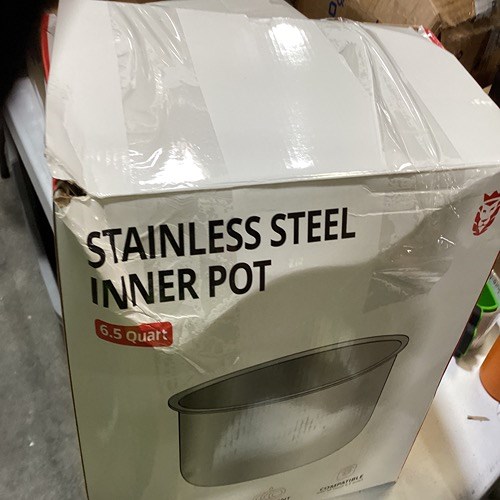 STAINLESS STEEL
INNER POT
6.5 Quart
COMPATIBLE